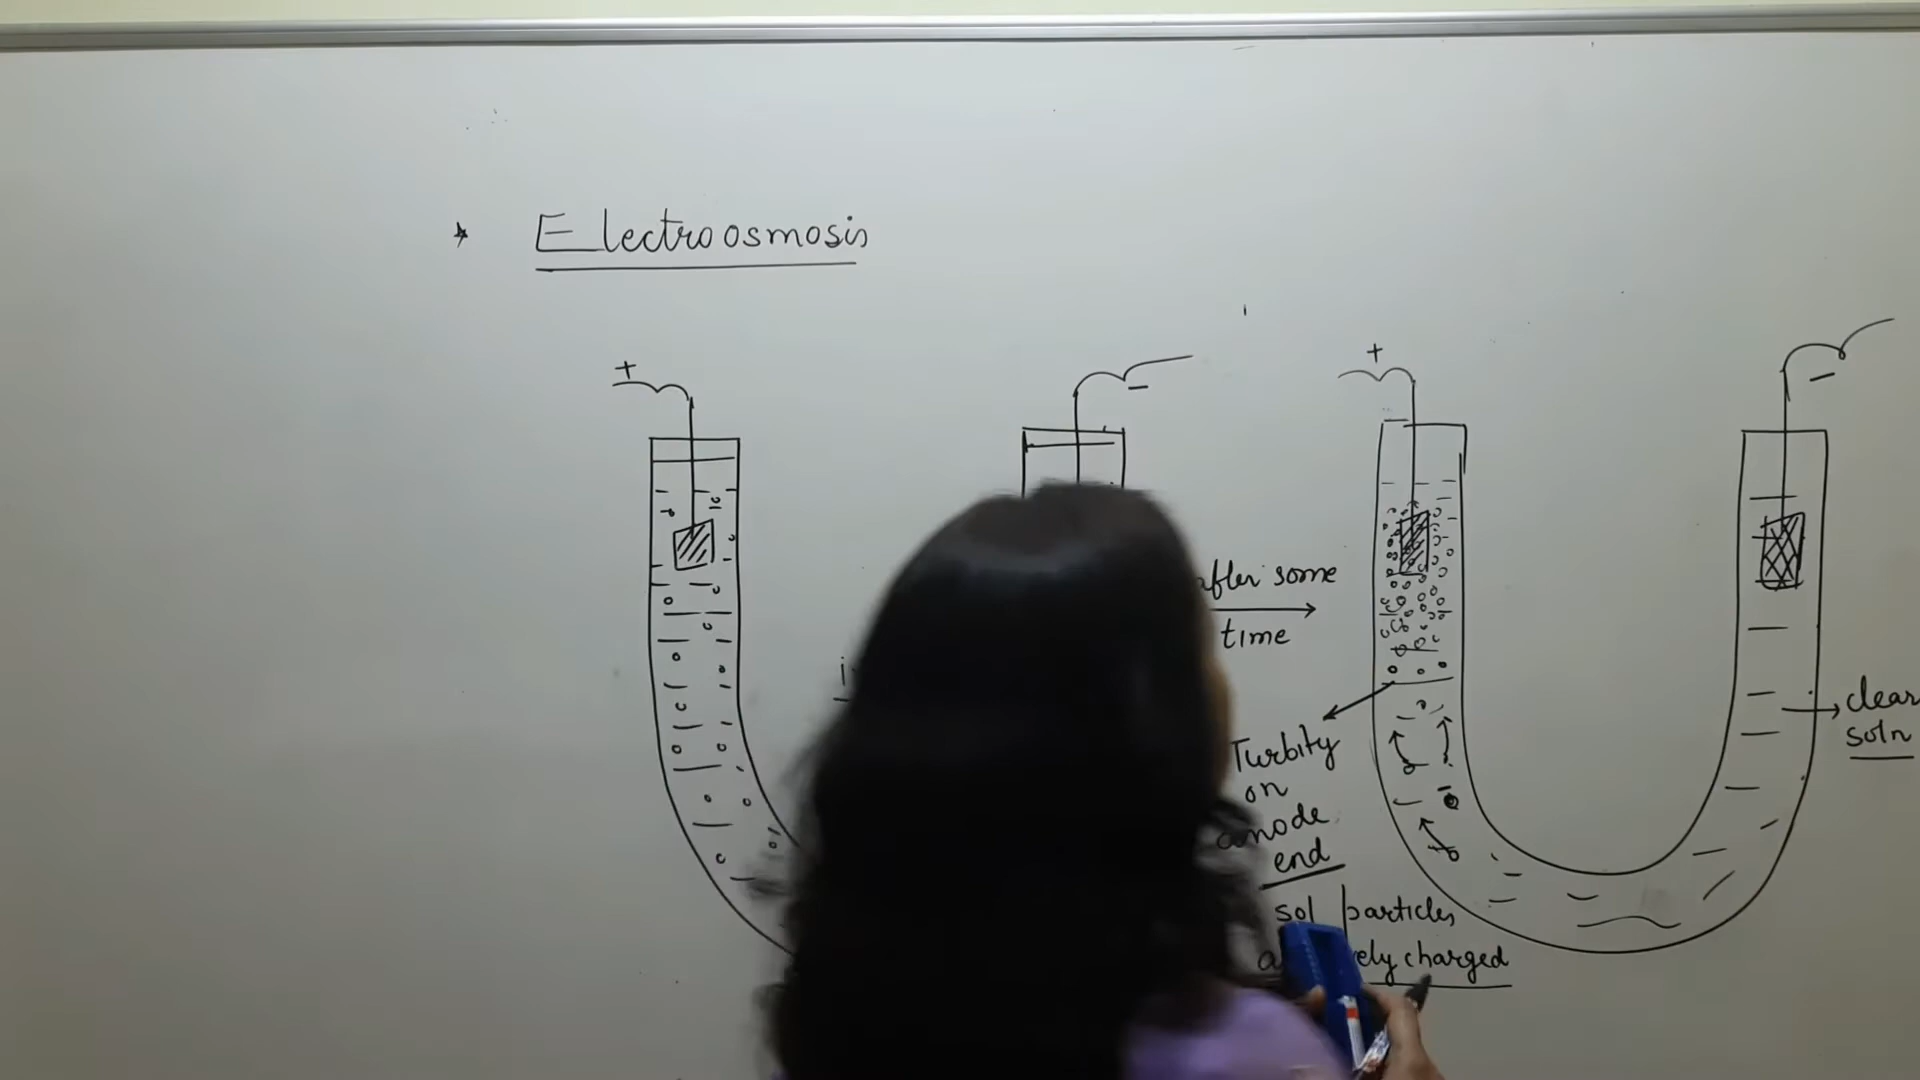 * Electroosmosis
+
-
+
-
after some
time
Turbity
on
anode
end
sol particles
charged
clear
soln